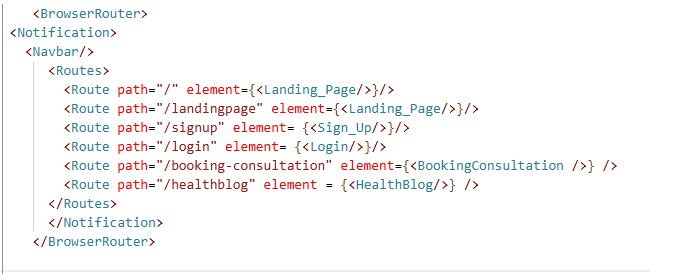 <BrowserRouter>
<Notification>
<Navbar/>
<Routes>
<Route path="/" element={<Landing_Page/>}/>
<Route path="/landingpage" element={<Landing_Page/>}/>
<Route path="/signup" element= {<Sign_Up/>}/>
<Route path="/login" element= {<Login/>}/>
<Route path="/booking-consultation" element={<BookingConsultation />} />
<Route path="/healthblog" element = {<HealthBlog/>} />
</Routes>
</Notification>
</BrowserRouter>